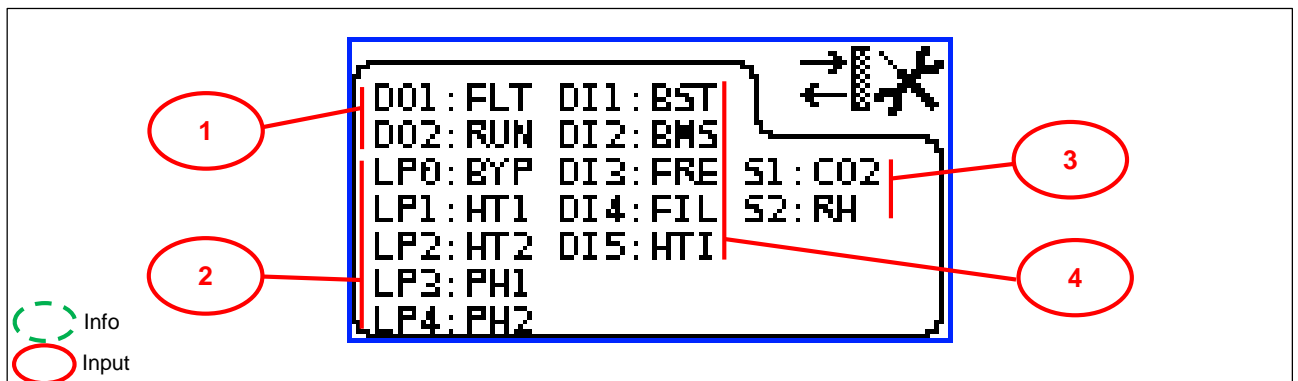 DO1:FLT DI1:BST
DO2:RUN DI2:BMS
LP0:BYP DI3:FRE S1:CO2
LP1:HT1 DI4:FIL S2:RH
LP2:HT2 DI5:HTI
LP3:PH1
LP4:PH2
1
2
3
4
Info
Input